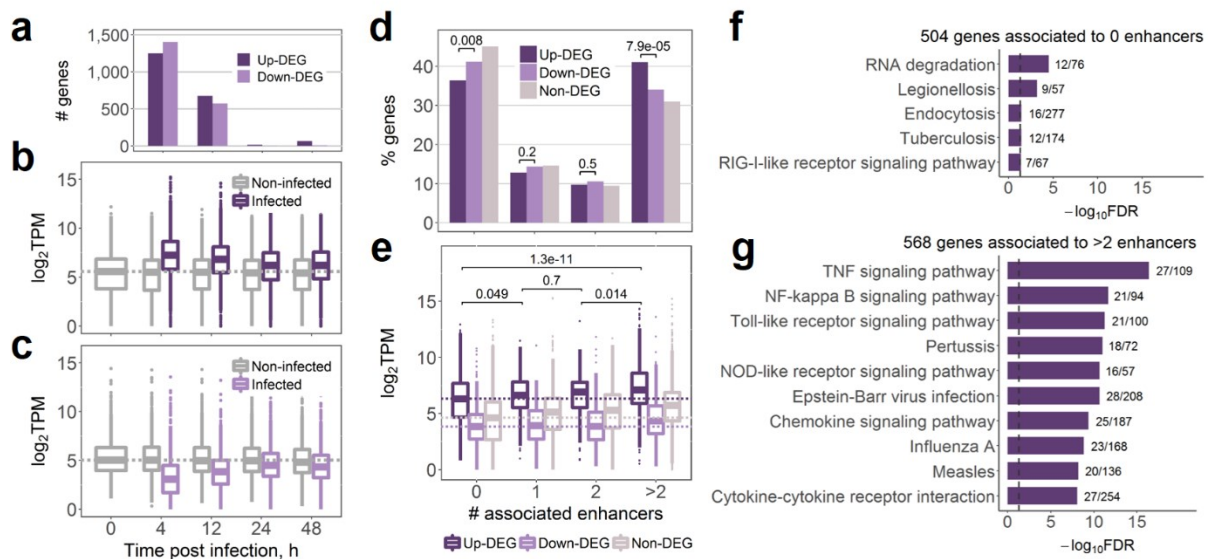 a
1,500
1,000
500
0
# genes
Up-DEG
Down-DEG
b
15
10
5
0
log2TPM
Non-infected
Infected
c
15
10
5
0
log2TPM
Non-infected
Infected
0 4 12 24 48
Time post infection, h
d
40
30
20
10
0
% genes
0.008
0.2
0.5
7.9e-05
Up-DEG
Down-DEG
Non-DEG
e
1.3e-11
0.049
0.7
0.014
15
10
5
0
log2TPM
0 1 2 >2
# associated enhancers
Up-DEG Down-DEG Non-DEG
f
504 genes associated to 0 enhancers
RNA degradation 12/76
Legionellosis 9/57
Endocytosis 16/277
Tuberculosis 12/174
RIG-I-like receptor signaling pathway 7/67
0 5 10 15
−log10FDR
568 genes associated to >2 enhancers
g
TNF signaling pathway 27/109
NF-kappa B signaling pathway 21/94
Toll-like receptor signaling pathway 21/100
Pertussis 18/72
NOD-like receptor signaling pathway 16/57
Epstein-Barr virus infection 28/208
Chemokine signaling pathway 25/187
Influenza A 23/168
Measles 20/136
Cytokine-cytokine receptor interaction 27/254
0 5 10 15
−log10FDR